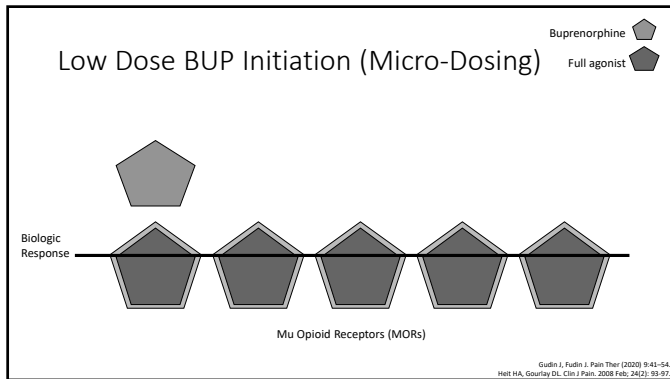 Buprenorphine
Low Dose BUP Initiation (Micro-Dosing)
Full agonist
Biologic
Response
Mu Opioid Receptors (MORs)
Gudin J, Fudin J. Pain Ther (2020) 9:41–54.
Heit HA, Gourlay DL. Clin J Pain. 2008 Feb; 24(2): 93-97.